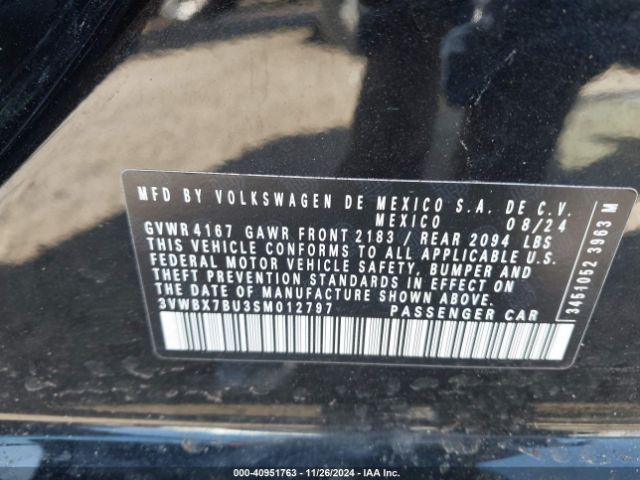 MFD BY VOLKSWAGEN DE MEXICO S.A. DE C.V.
MEXICO 08/24
GVWR 4167 GAWR FRONT 2183 / REAR 2094 LBS
THIS VEHICLE CONFORMS TO ALL APPLICABLE U.S.
FEDERAL MOTOR VEHICLE SAFETY, BUMPER AND
THEFT PREVENTION STANDARDS IN EFFECT ON
THE DATE OF MANUFACTURE SHOWN ABOVE.
3VWBX7BU3SM012797 PASSENGER CAR
3451052 3963 M
000-40951763 - 11/26/2024 - IAA Inc.